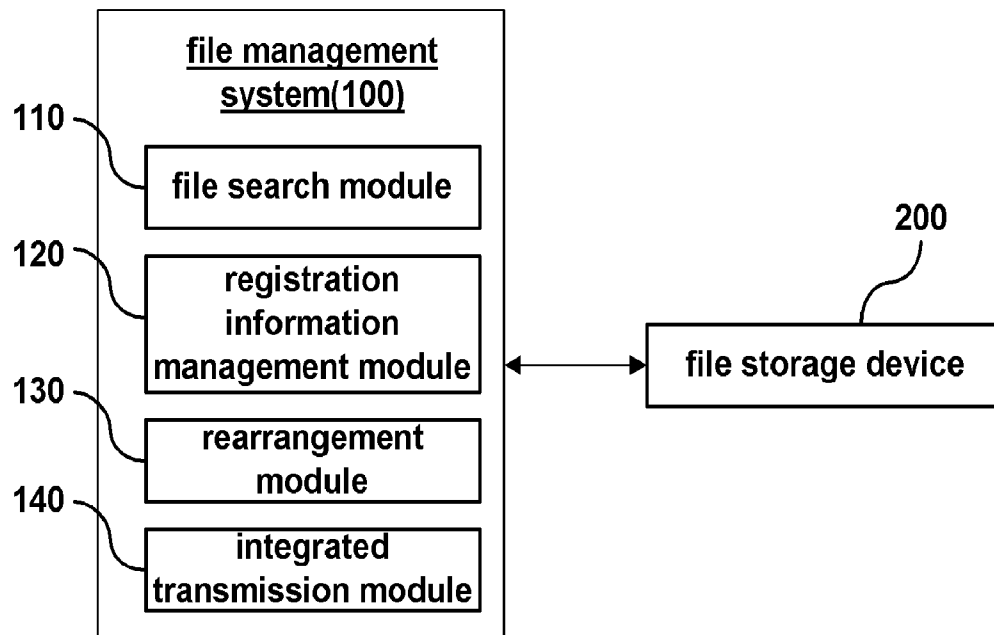 file management
system(100)
110
file search module
120
registration
information
management module
130
rearrangement
module
140
integrated
transmission module
200
file storage device